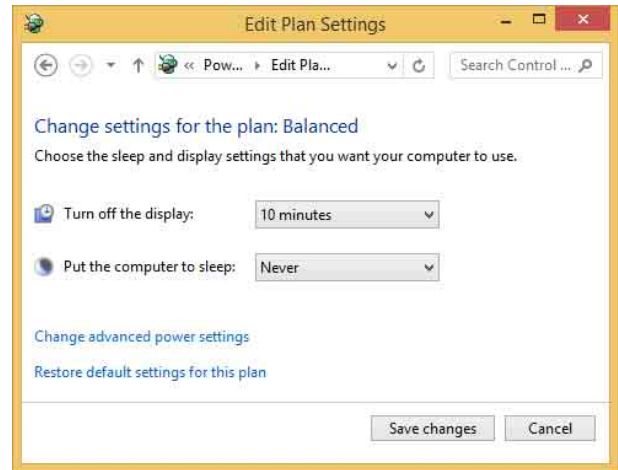 Edit Plan Settings
« Pow... Edit Pla... Search Control ...
Change settings for the plan: Balanced
Choose the sleep and display settings that you want your computer to use.
Turn off the display: 10 minutes
Put the computer to sleep: Never
Change advanced power settings
Restore default settings for this plan
Save changes Cancel